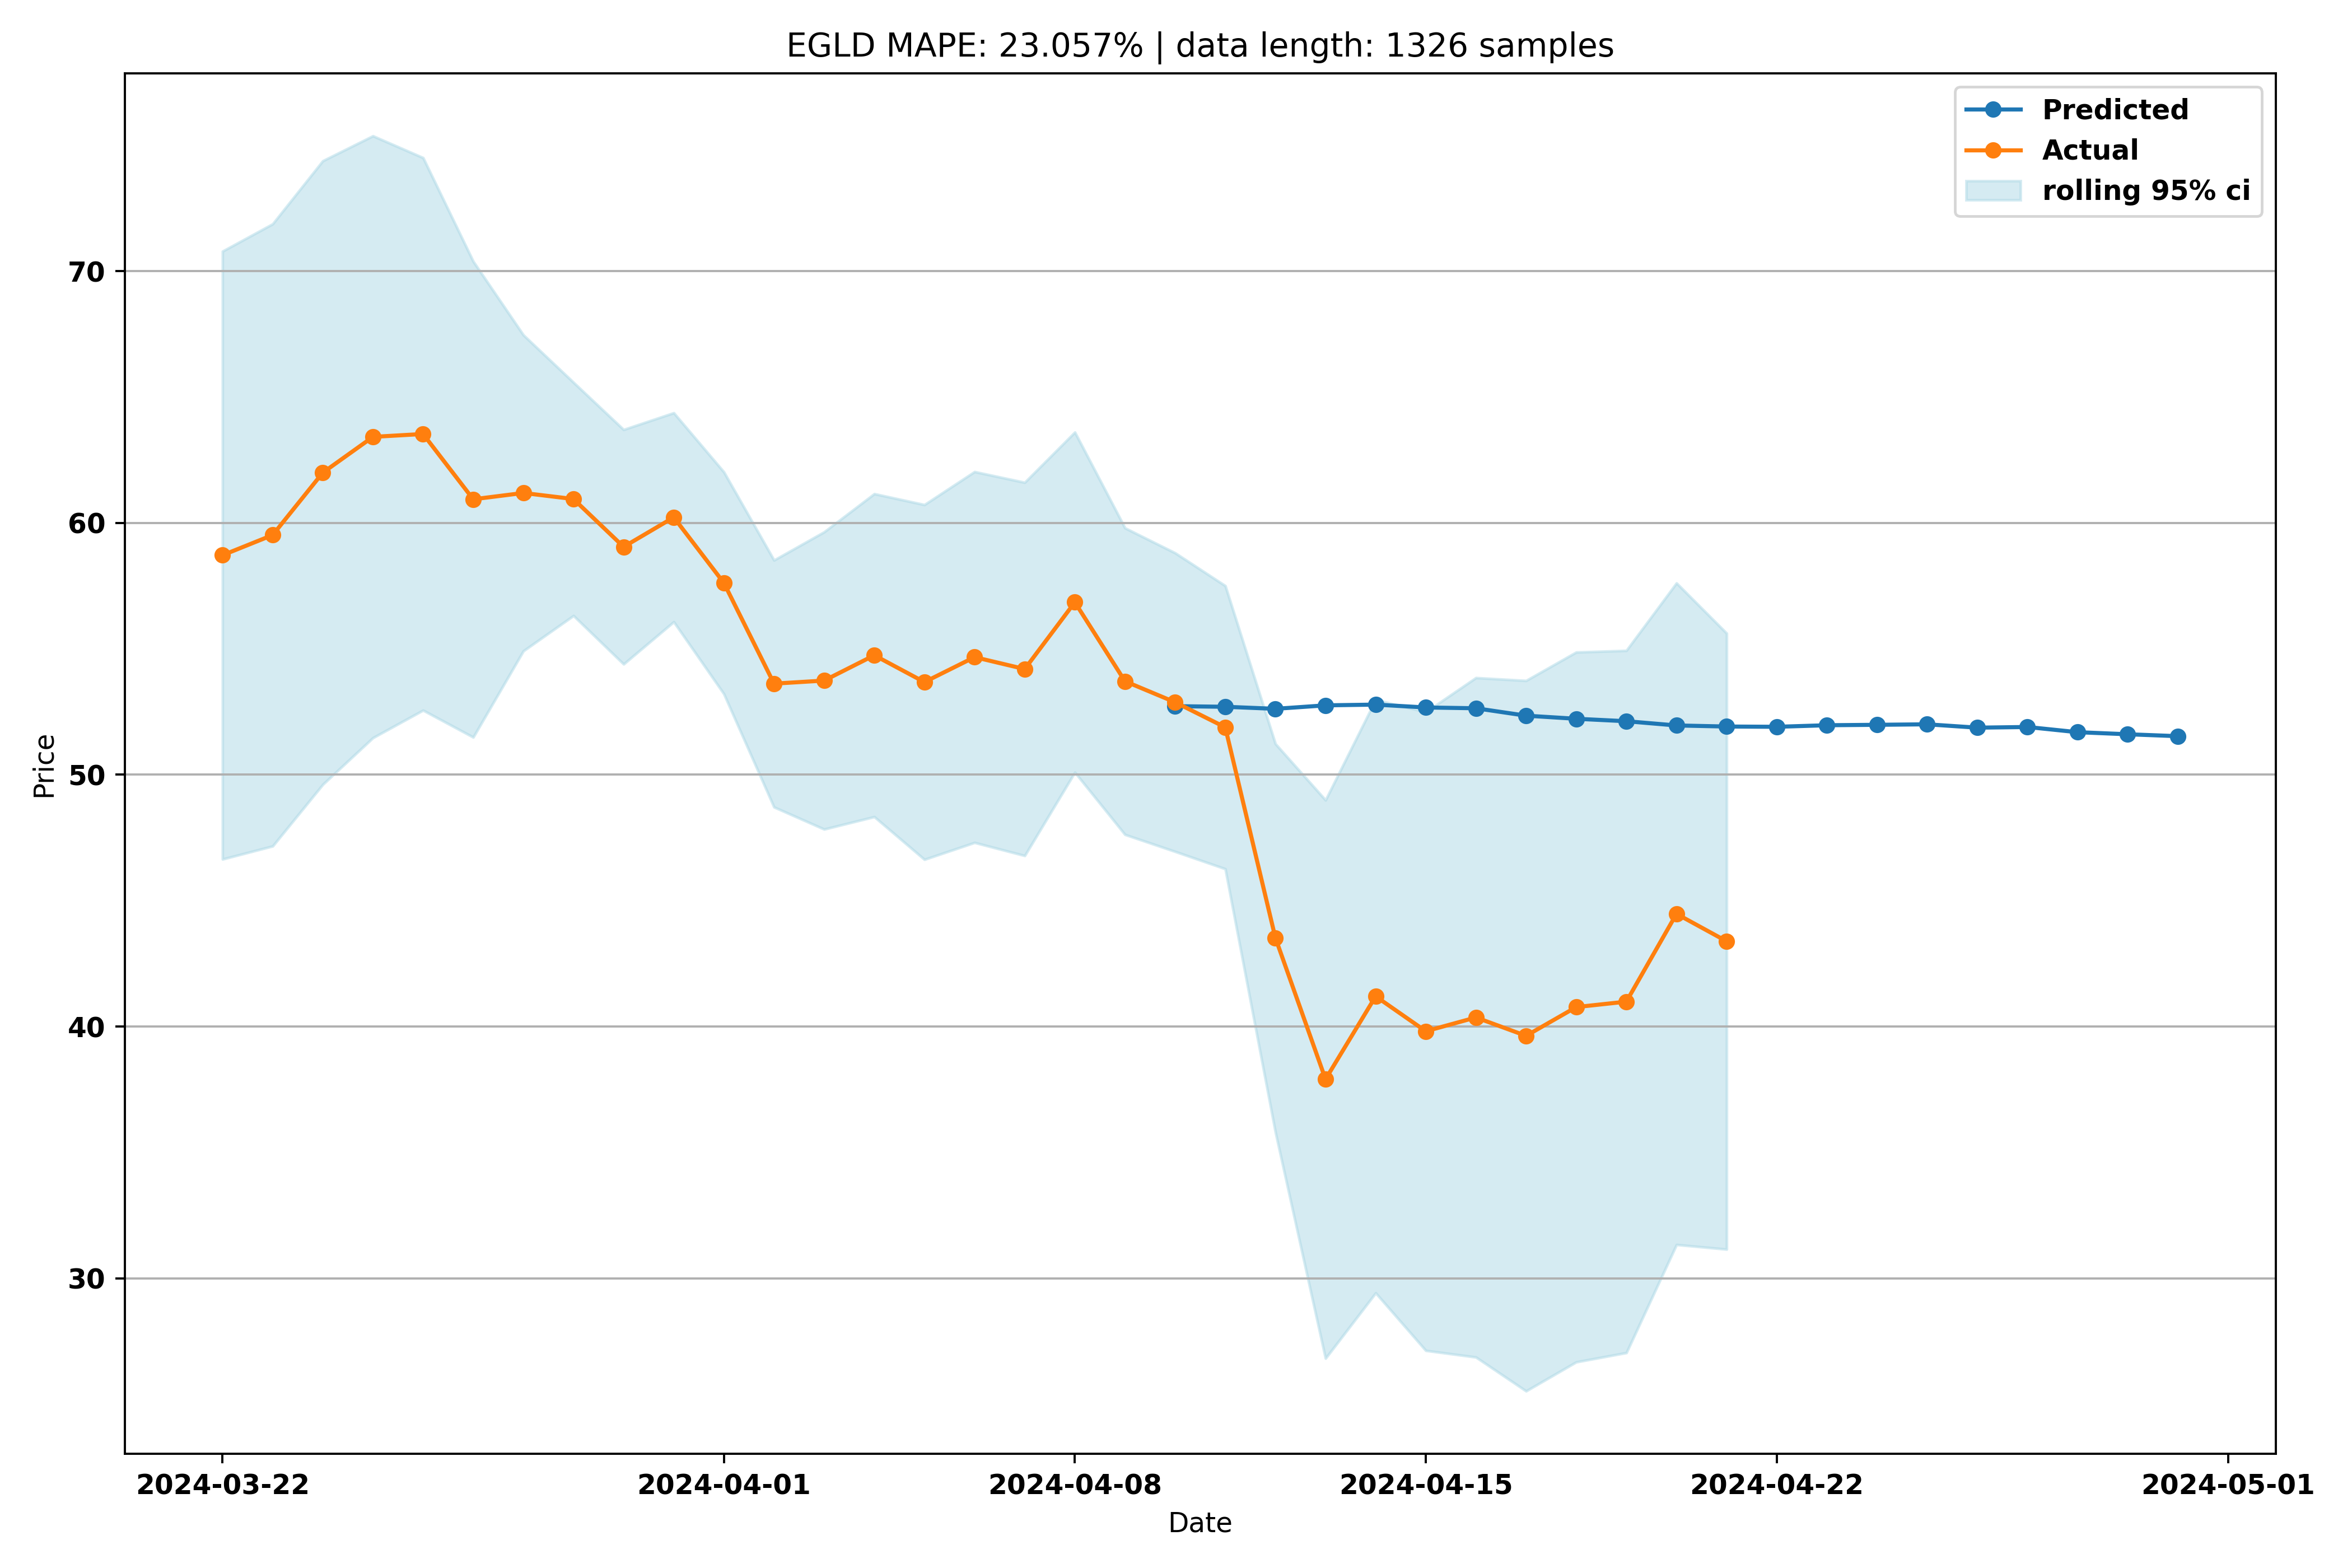 EGLD MAPE: 23.057% | data length: 1326 samples
Predicted
Actual
rolling 95% ci
70
60
50
40
30
Price
2024-03-22
2024-04-01
2024-04-08
2024-04-15
2024-04-22
2024-05-01
Date